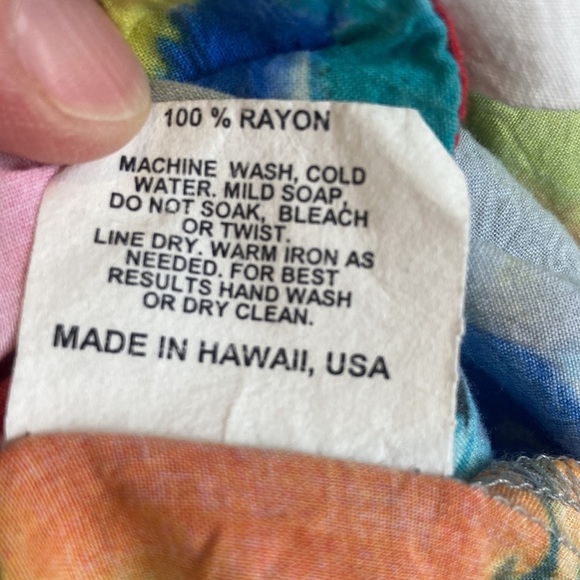 100 % RAYON
MACHINE WASH, COLD
WATER. MILD SOAP,
DO NOT SOAK, BLEACH
OR TWIST.
LINE DRY. WARM IRON AS
NEEDED. FOR BEST
RESULTS HAND WASH
OR DRY CLEAN.
MADE IN HAWAII, USA